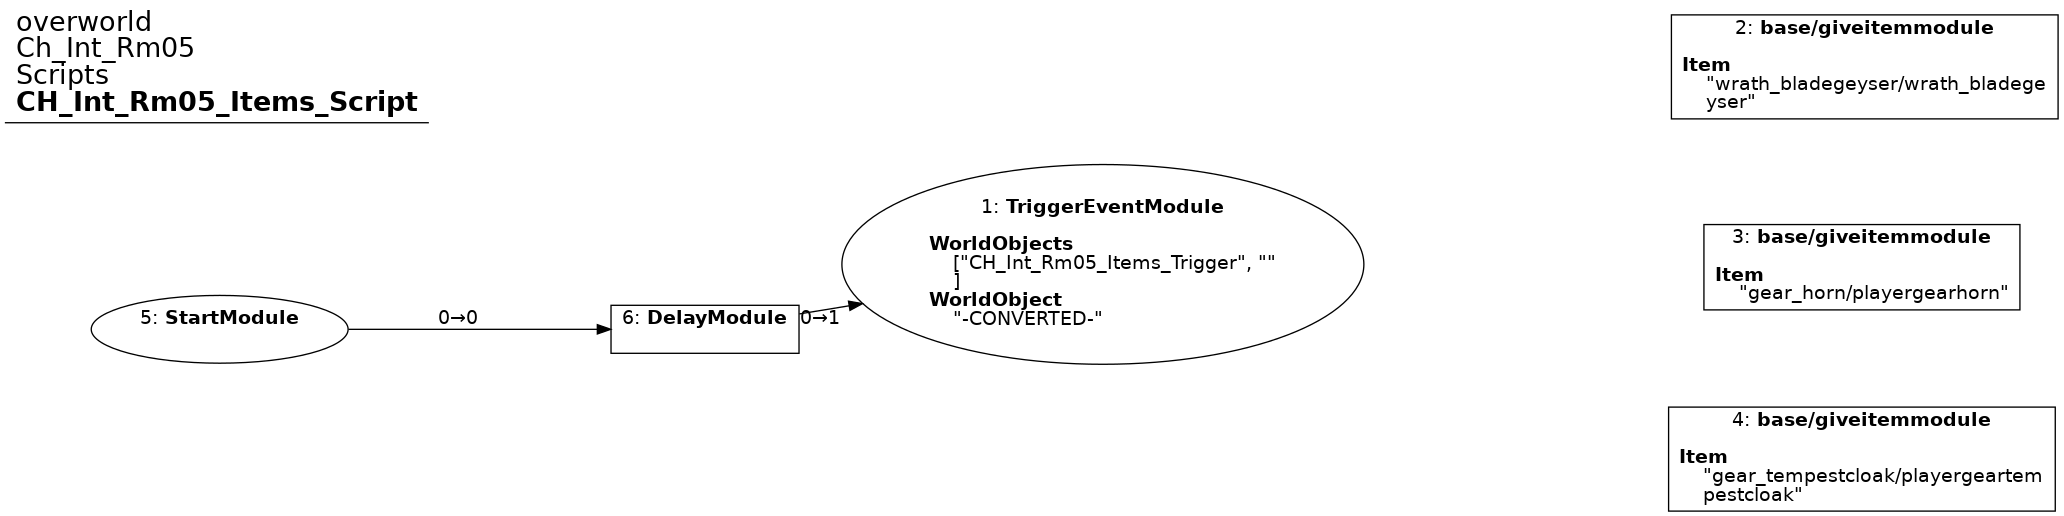 overworld
Ch_Int_Rm05
Scripts
CH_Int_Rm05_Items_Script
2: base/giveitemmodule
Item
"wrath_bladegeyser/wrath_bladege
yser"
1: TriggerEventModule
WorldObjects
["CH_Int_Rm05_Items_Trigger", ""
]
WorldObject
"-CONVERTED-"
3: base/giveitemmodule
Item
"gear_horn/playergearhorn"
5: StartModule
0→0
6: DelayModule
0→1
4: base/giveitemmodule
Item
"gear_tempestcloak/playergeartem
pestcloak"